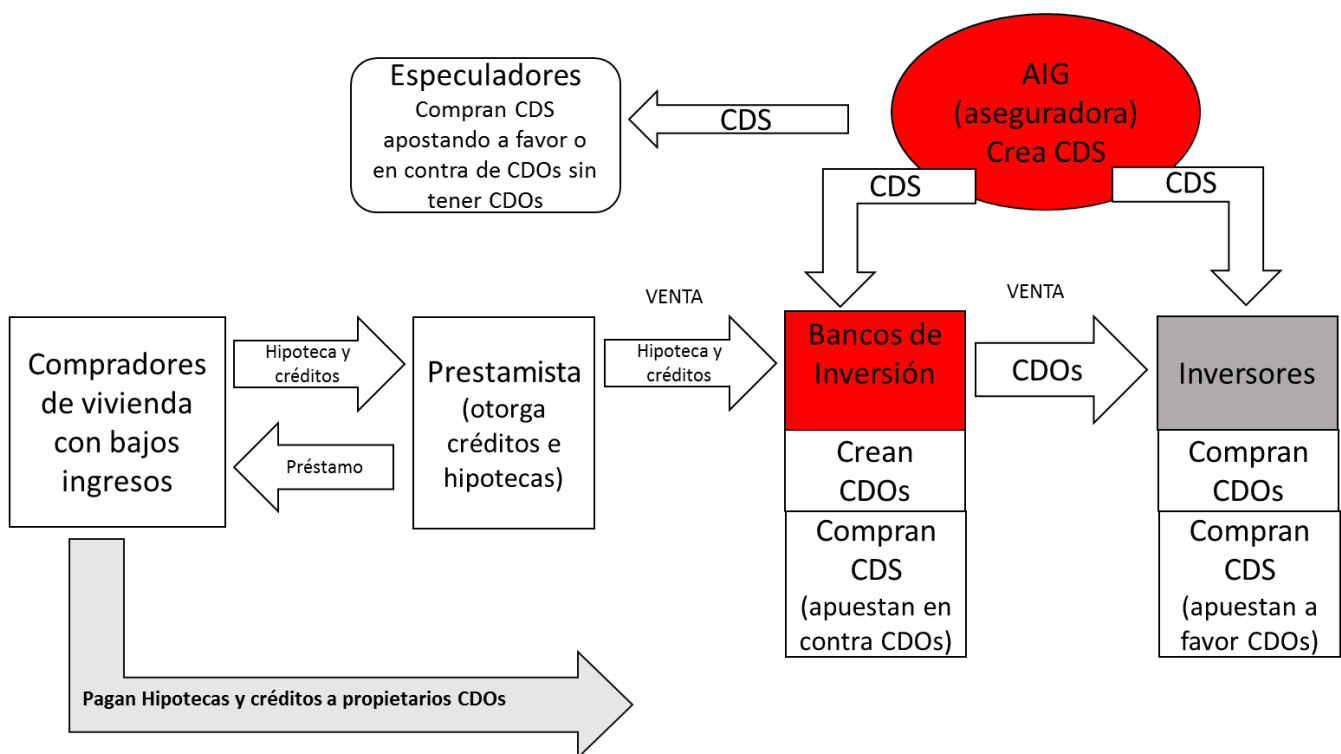 Especuladores
Compran CDS
apostando a favor o
en contra de CDOs sin
tener CDOs
CDS
AIG
(aseguradora)
Crea CDS
CDS
CDS
VENTA
VENTA
Compradores
de vivienda
con bajos
ingresos
Hipoteca y
créditos
Préstamo
Prestamista
(otorga
créditos e
hipotecas)
Hipoteca y
créditos
Bancos de
Inversión
Crean
CDOs
Compran
CDS
(apuestan en
contra CDOs)
CDOs
Inversores
Compran
CDOs
Compran
CDS
(apuestan a
favor CDOs)
Pagan Hipotecas y créditos a propietarios CDOs